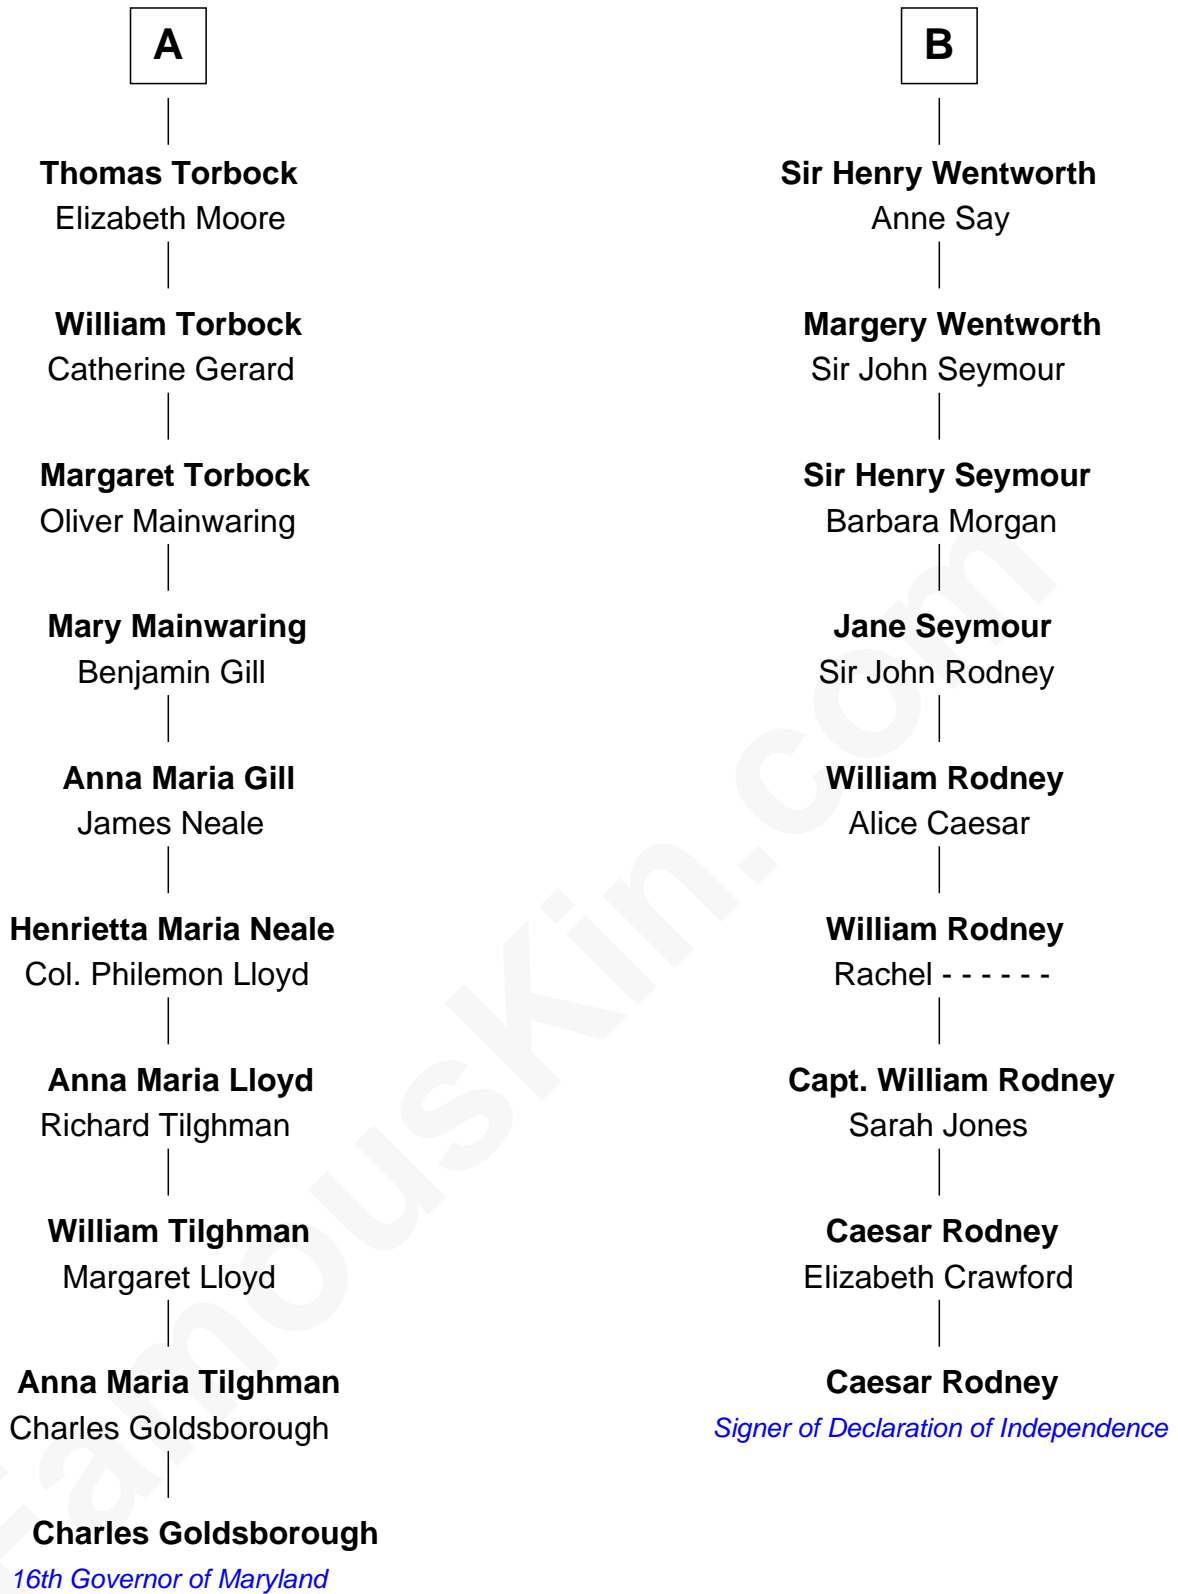 A
Thomas Torbock
Elizabeth Moore
William Torbock
Catherine Gerard
Margaret Torbock
Oliver Mainwaring
Mary Mainwaring
Benjamin Gill
Anna Maria Gill
James Neale
Henrietta Maria Neale
Col. Philemon Lloyd
Anna Maria Lloyd
Richard Tilghman
William Tilghman
Margaret Lloyd
Anna Maria Tilghman
Charles Goldsborough
Charles Goldsborough
16th Governor of Maryland
B
Sir Henry Wentworth
Anne Say
Margery Wentworth
Sir John Seymour
Sir Henry Seymour
Barbara Morgan
Jane Seymour
Sir John Rodney
William Rodney
Alice Caesar
William Rodney
Rachel - - - - - -
Capt. William Rodney
Sarah Jones
Caesar Rodney
Elizabeth Crawford
Caesar Rodney
Signer of Declaration of Independence
FamousKin.com